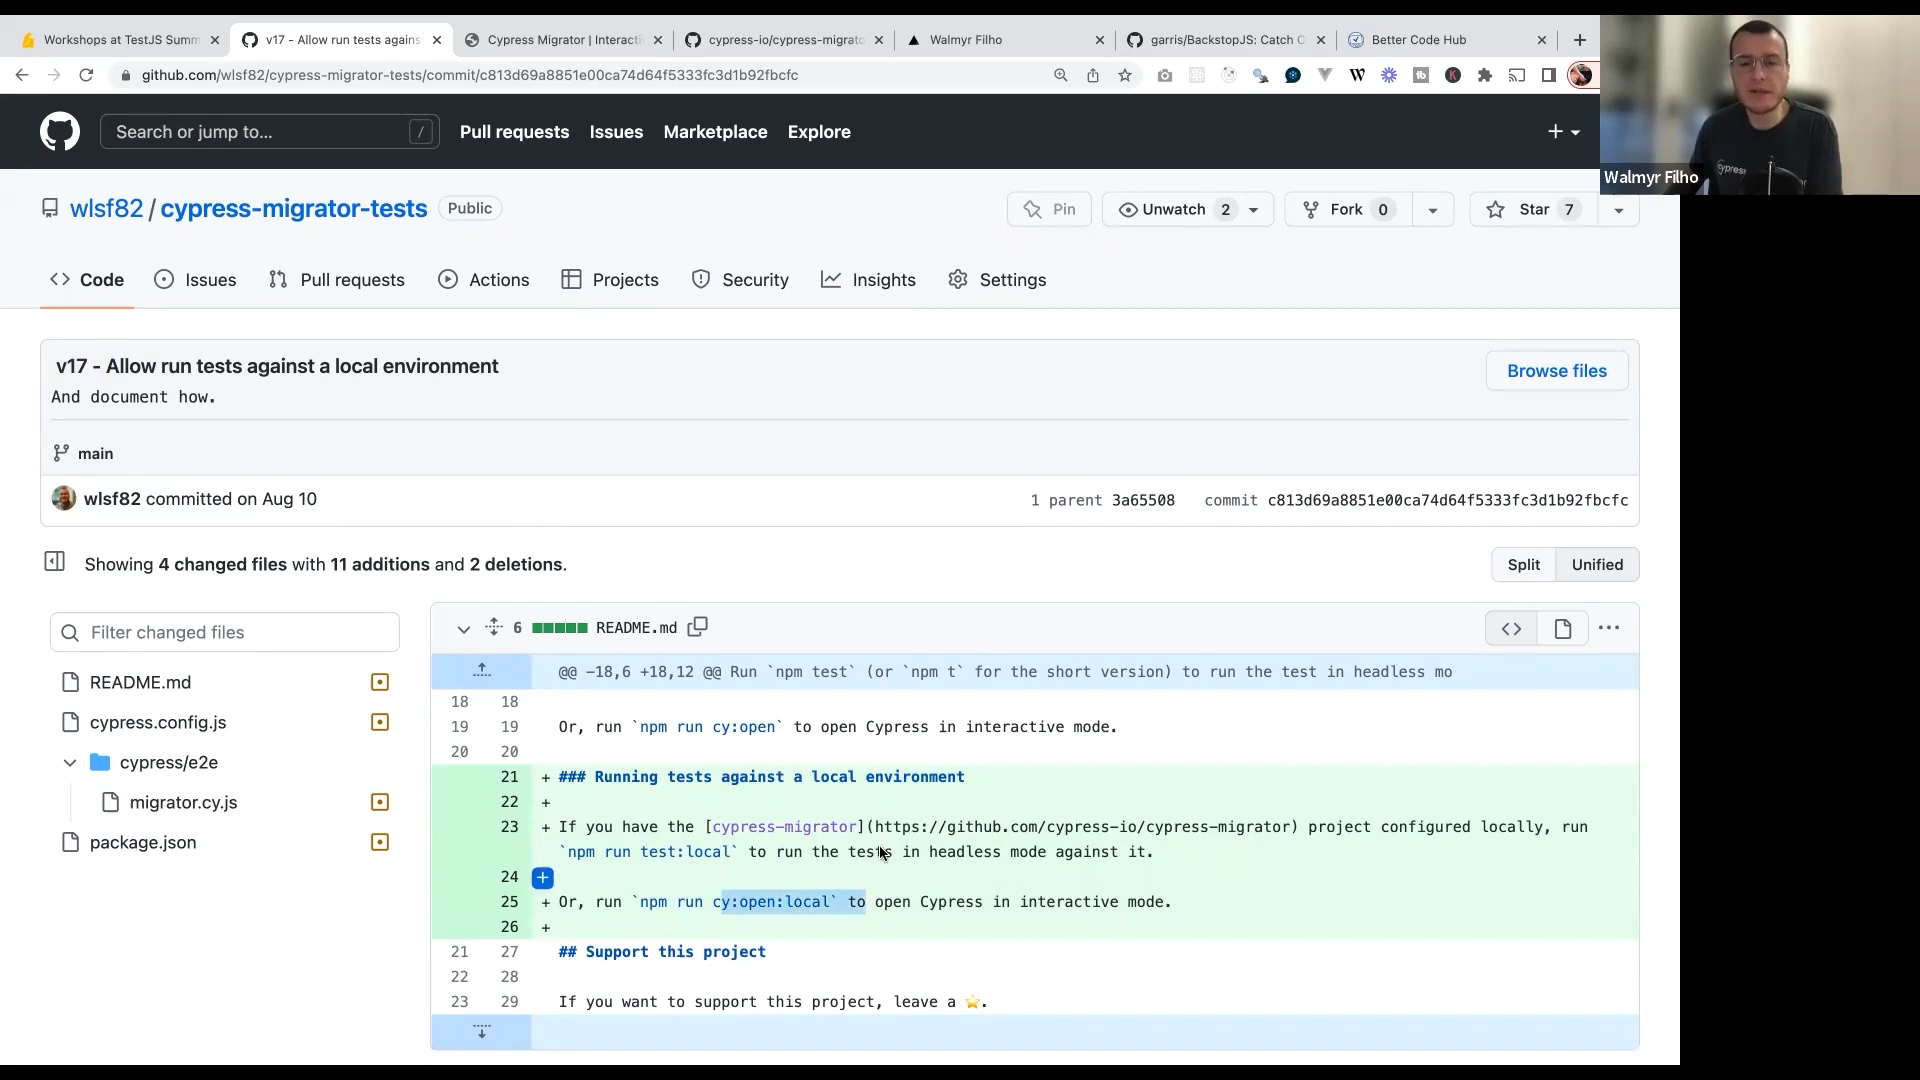 Workshops at TestJS Summ
v17 - Allow run tests agains
Cypress Migrator | Interacti
cypress-io/cypress-migrato
Walmyr Filho
garris/BackstopJS: Catch C
Better Code Hub
github.com/wlsf82/cypress-migrator-tests/commit/c813d69a8851e00ca74d64f5333fc3d1b92fbcfc
Search or jump to...
/
Pull requests
Issues
Marketplace
Explore
cypress
Walmyr Filho
wlsf82 / cypress-migrator-tests
Public
Pin
Unwatch 2
Fork 0
Star 7
Code
Issues
Pull requests
Actions
Projects
Security
Insights
Settings
v17 - Allow run tests against a local environment
Browse files
And document how.
main
wlsf82 committed on Aug 10
1 parent 3a65508 commit c813d69a8851e00ca74d64f5333fc3d1b92fbcfc
Showing 4 changed files with 11 additions and 2 deletions.
Split
Unified
Filter changed files
README.md
cypress.config.js
cypress/e2e
migrator.cy.js
package.json
6 README.md
@@ -18,6 +18,12 @@ Run `npm test` (or `npm t` for the short version) to run the test in headless mo
18 18
19 19 Or, run `npm run cy:open` to open Cypress in interactive mode.
20 20
21 + ### Running tests against a local environment
22 +
23 + If you have the [cypress-migrator](https://github.com/cypress-io/cypress-migrator) project configured locally, run
`npm run test:local` to run the tests in headless mode against it.
24 +
25 + Or, run `npm run cy:open:local` to open Cypress in interactive mode.
26 +
21 27 ## Support this project
22 28
23 29 If you want to support this project, leave a ⭐.